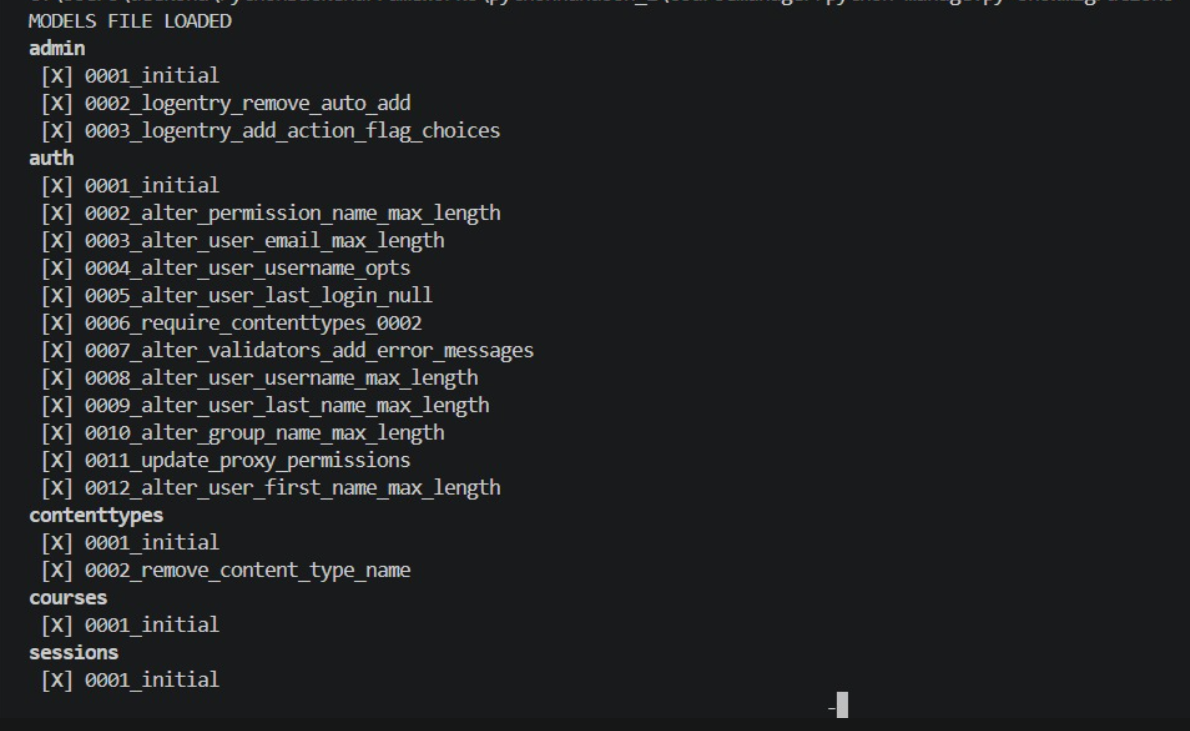 MODELS FILE LOADED
admin
[X] 0001_initial
[X] 0002_logentry_remove_auto_add
[X] 0003_logentry_add_action_flag_choices
auth
[X] 0001_initial
[X] 0002_alter_permission_name_max_length
[X] 0003_alter_user_email_max_length
[X] 0004_alter_user_username_opts
[X] 0005_alter_user_last_login_null
[X] 0006_require_contenttypes_0002
[X] 0007_alter_validators_add_error_messages
[X] 0008_alter_user_username_max_length
[X] 0009_alter_user_last_name_max_length
[X] 0010_alter_group_name_max_length
[X] 0011_update_proxy_permissions
[X] 0012_alter_user_first_name_max_length
contenttypes
[X] 0001_initial
[X] 0002_remove_content_type_name
courses
[X] 0001_initial
sessions
[X] 0001_initial
-